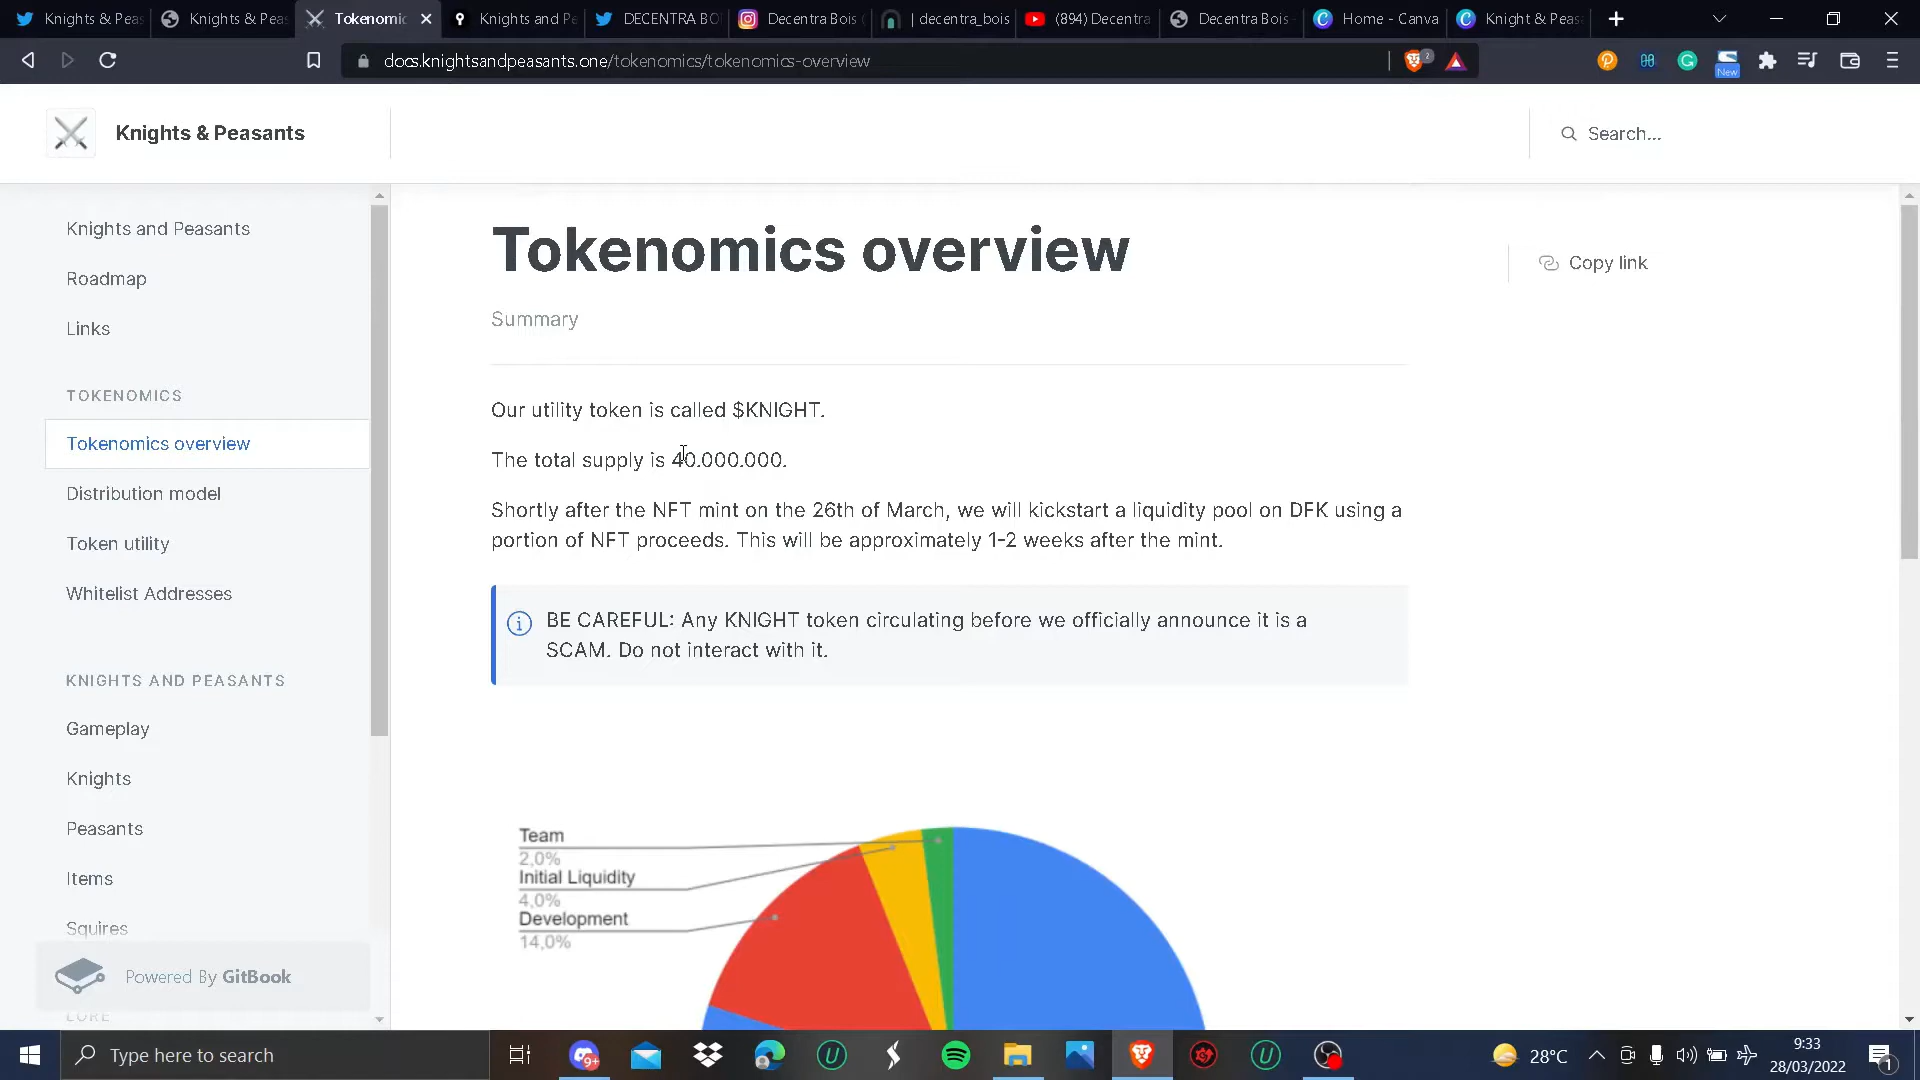 Knights & Peas
Knights & Peas
Tokenomic
Knights and Pe
DECENTRA BO
Decentra Bois
| decentra_bois
(894) Decentra
Decentra Bois -
Home - Canva
Knight & Peas
docs.knightsandpeasants.one/tokenomics/tokenomics-overview
2
New
Knights & Peasants
Search...
Knights and Peasants
Roadmap
Links
TOKENOMICS
Tokenomics overview
Distribution model
Token utility
Whitelist Addresses
KNIGHTS AND PEASANTS
Gameplay
Knights
Peasants
Items
Squires
Powered By GitBook
LORE
Tokenomics overview
Copy link
Summary
Our utility token is called $KNIGHT.
The total supply is 40.000.000.
Shortly after the NFT mint on the 26th of March, we will kickstart a liquidity pool on DFK using a
portion of NFT proceeds. This will be approximately 1-2 weeks after the mint.
BE CAREFUL: Any KNIGHT token circulating before we officially announce it is a
SCAM. Do not interact with it.
Team
2,0%
Initial Liquidity
4,0%
Development
14,0%
Type here to search
9+
28°C
9:33
28/03/2022
1